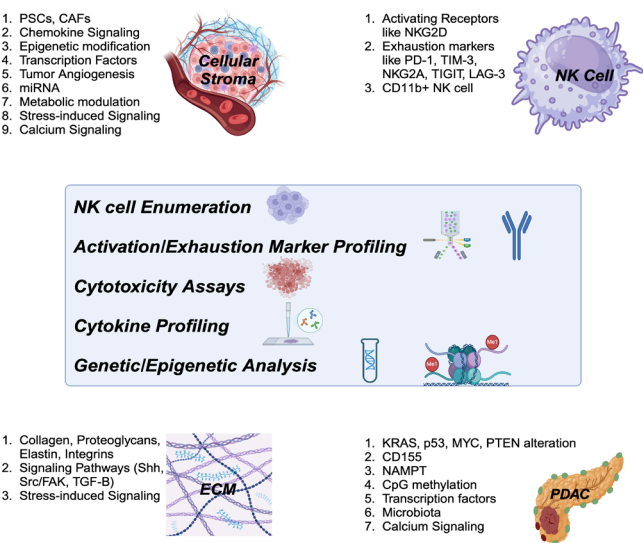 1. PSCs, CAFs
2. Chemokine Signaling
3. Epigenetic modification
4. Transcription Factors
5. Tumor Angiogenesis
6. miRNA
7. Metabolic modulation
8. Stress-induced Signaling
9. Calcium Signaling
Cellular
Stroma
1. Activating Receptors
like NKG2D
2. Exhaustion markers
like PD-1, TIM-3,
NKG2A, TIGIT, LAG-3
3. CD11b+ NK cell
NK Cell
NK cell Enumeration
Activation/Exhaustion Marker Profiling
Cytotoxicity Assays
Cytokine Profiling
Genetic/Epigenetic Analysis
Me1
Me1
1. Collagen, Proteoglycans,
Elastin, Integrins
2. Signaling Pathways (Shh,
Src/FAK, TGF-B)
3. Stress-induced Signaling
ECM
1. KRAS, p53, MYC, PTEN alteration
2. CD155
3. NAMPT
4. CpG methylation
5. Transcription factors
6. Microbiota
7. Calcium Signaling
PDAC